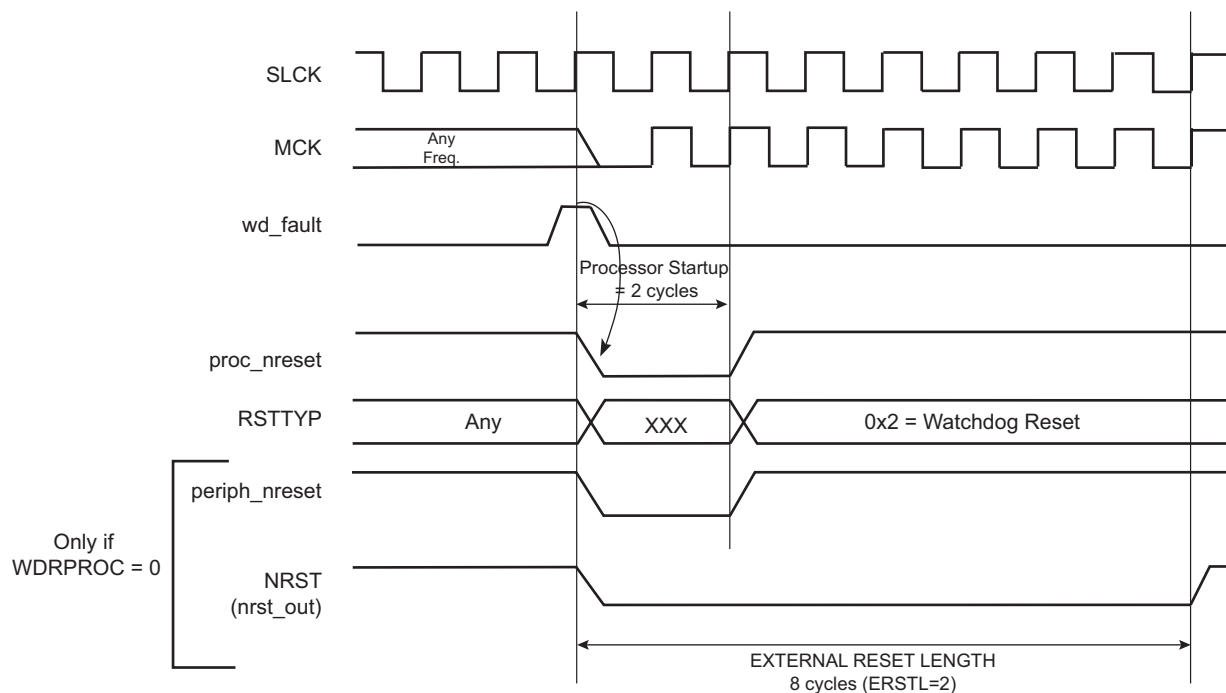 SLCK
MCK
Any
Freq.
wd_fault
Processor Startup
= 2 cycles
proc_nreset
RSTTYP
Any
XXX
0x2 = Watchdog Reset
periph_nreset
Only if
WDRPROC = 0
NRST
(nrst_out)
EXTERNAL RESET LENGTH
8 cycles (ERSTL=2)